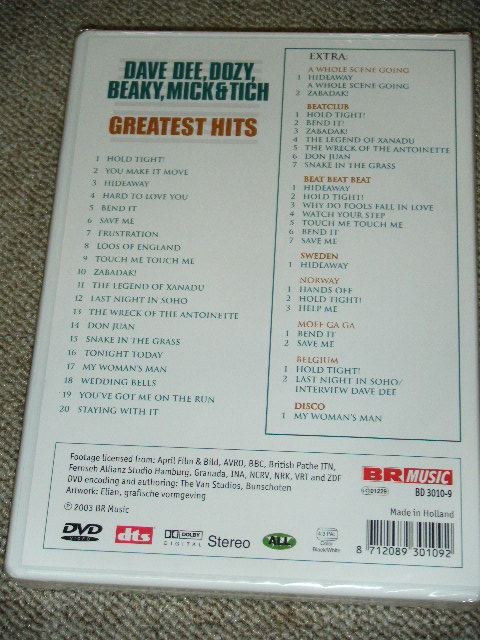 DAVE DEE, DOZY,
BEAKY, MICK & TICH
GREATEST HITS
1 HOLD TIGHT!
2 YOU MAKE IT MOVE
3 HIDEAWAY
4 HARD TO LOVE YOU
5 BEND IT
6 SAVE ME
7 FRUSTRATION
8 LOOS OF ENGLAND
9 TOUCH ME TOUCH ME
10 ZABADAK!
11 THE LEGEND OF XANADU
12 LAST NIGHT IN SOHO
13 THE WRECK OF THE ANTOINETTE
14 DON JUAN
15 SNAKE IN THE GRASS
16 TONIGHT TODAY
17 MY WOMAN'S MAN
18 WEDDING BELLS
19 YOU'VE GOT ME ON THE RUN
20 STAYING WITH IT
EXTRA:
A WHOLE SCENE GOING
1 HIDEAWAY
A WHOLE SCENE GOING
2 ZABADAK!
BEATCLUB
1 HOLD TIGHT!
2 BEND IT!
3 ZABADAK!
4 THE LEGEND OF XANADU
5 THE WRECK OF THE ANTOINETTE
6 DON JUAN
7 SNAKE IN THE GRASS
BEAT BEAT BEAT
1 HIDEAWAY
2 HOLD TIGHT!
3 WHY DO FOOLS FALL IN LOVE
4 WATCH YOUR STEP
5 TOUCH ME TOUCH ME
6 BEND IT
7 SAVE ME
SWEDEN
1 HIDEAWAY
NORWAY
1 HANDS OFF
2 HOLD TIGHT!
3 HELP ME
MOEF GA GA
1 BEND IT
2 SAVE ME
BELGIUM
1 HOLD TIGHT!
2 LAST NIGHT IN SOHO/
INTERVIEW DAVE DEE
DISCO
1 MY WOMAN'S MAN
Footage licensed from: April Film & Bild, AVRO, BBC, British Pathe ITN,
Fernseh Allianz Studio Hamburg, Granada, INA, NCRV, NRK, VRT and ZDF
DVD encoding and authoring: The Van Studios, Bunschoten
Artwork: Elian, grafische vormgeving
℗ 2003 BR Music
BR MUSIC
01229
BD 3010-9
Made in Holland
DVD
dts
DOLBY
DIGITAL
Stereo
ALL
4:3 PAL
Color
Black/White
8 712089 301092